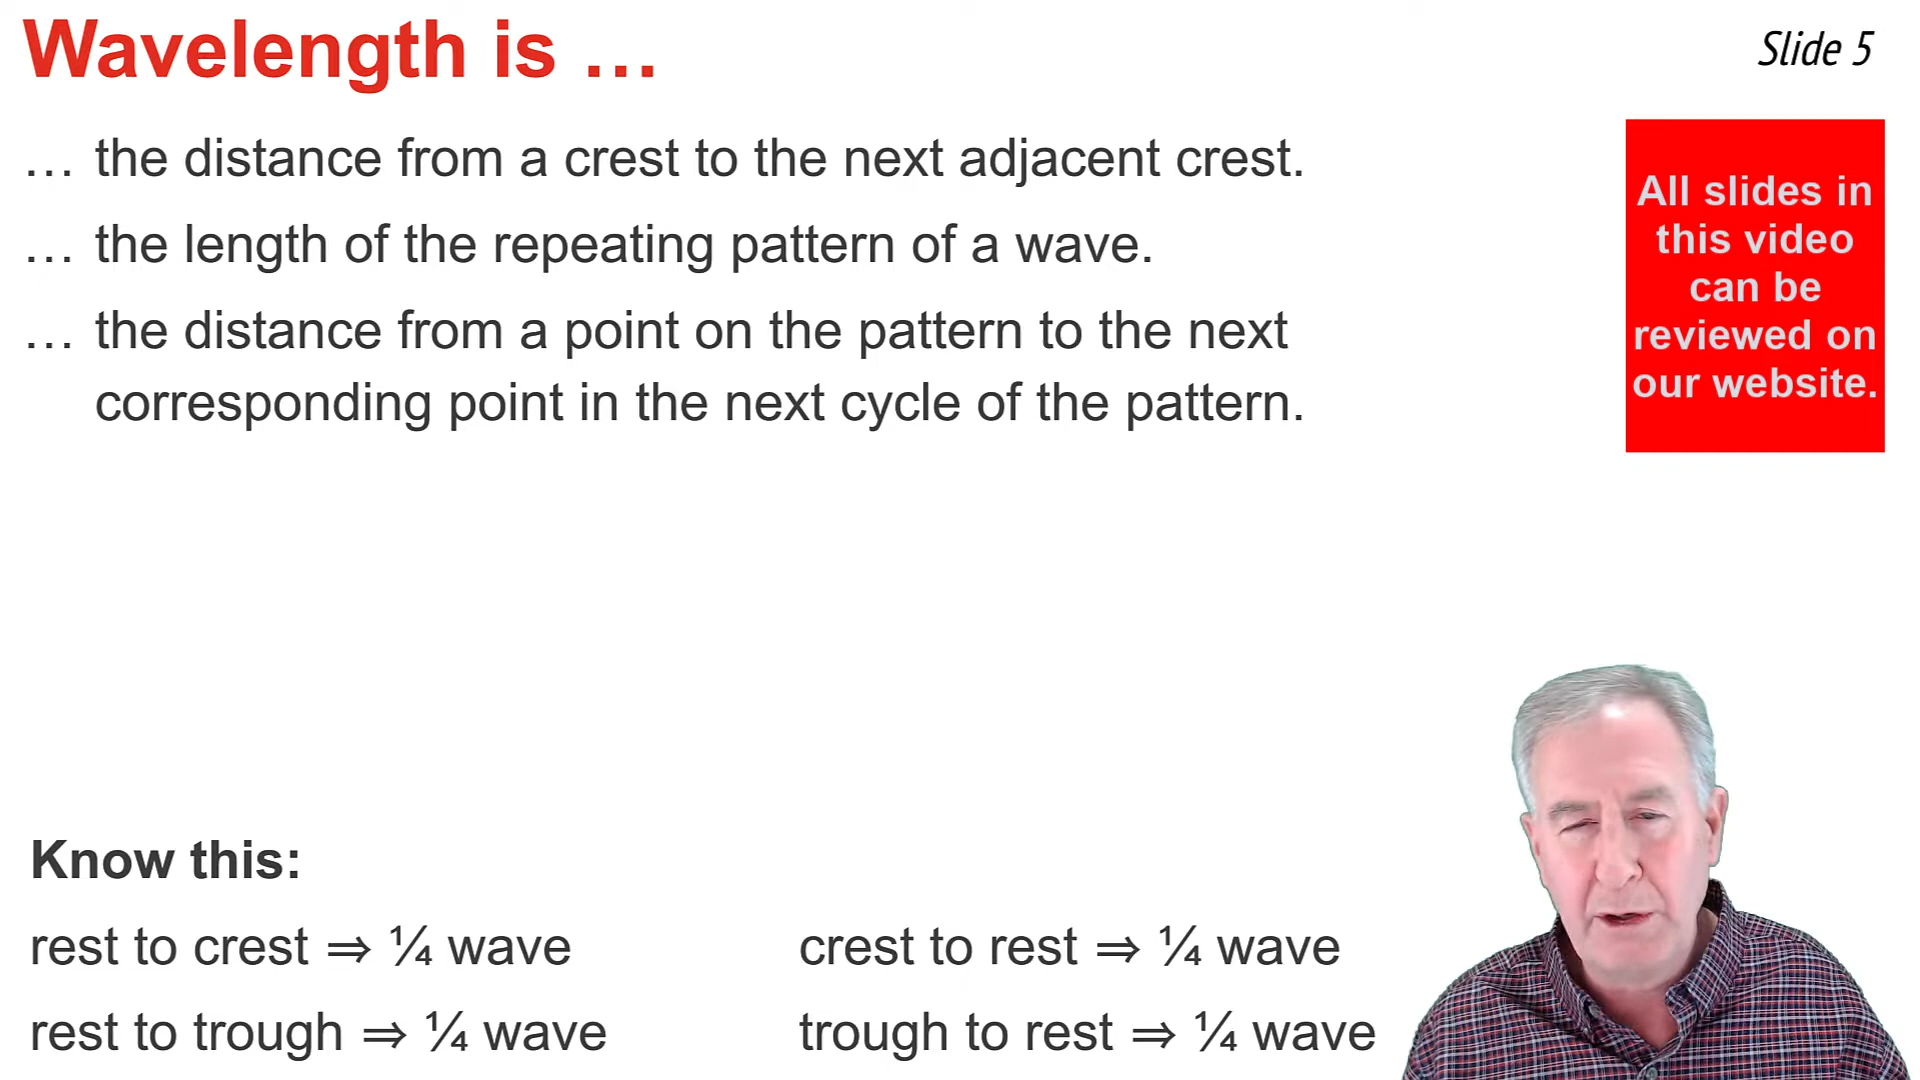 Wavelength is …
Slide 5
… the distance from a crest to the next adjacent crest.
… the length of the repeating pattern of a wave.
… the distance from a point on the pattern to the next
corresponding point in the next cycle of the pattern.
All slides in
this video
can be
reviewed on
our website.
Know this:
rest to crest ⇒ ¼ wave
crest to rest ⇒ ¼ wave
rest to trough ⇒ ¼ wave
trough to rest ⇒ ¼ wave